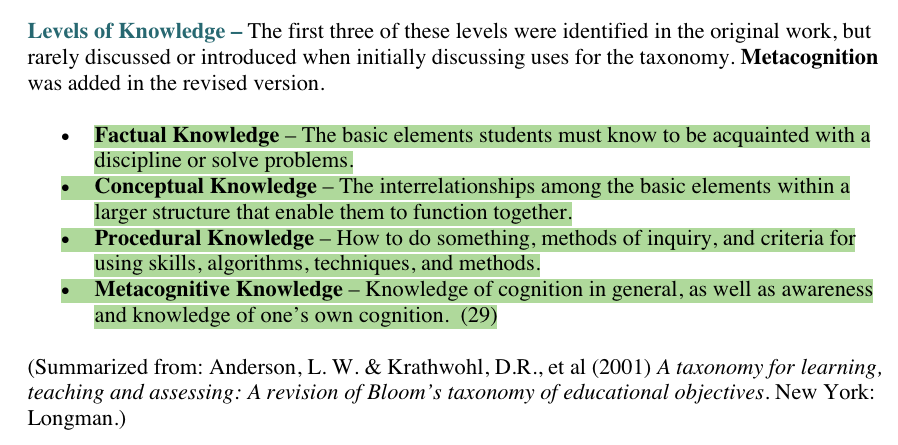 Levels of Knowledge – The first three of these levels were identified in the original work, but
rarely discussed or introduced when initially discussing uses for the taxonomy. Metacognition
was added in the revised version.
• Factual Knowledge – The basic elements students must know to be acquainted with a
discipline or solve problems.
• Conceptual Knowledge – The interrelationships among the basic elements within a
larger structure that enable them to function together.
• Procedural Knowledge – How to do something, methods of inquiry, and criteria for
using skills, algorithms, techniques, and methods.
• Metacognitive Knowledge – Knowledge of cognition in general, as well as awareness
and knowledge of one’s own cognition.  (29)
(Summarized from: Anderson, L. W. & Krathwohl, D.R., et al (2001) A taxonomy for learning,
teaching and assessing: A revision of Bloom’s taxonomy of educational objectives. New York:
Longman.)